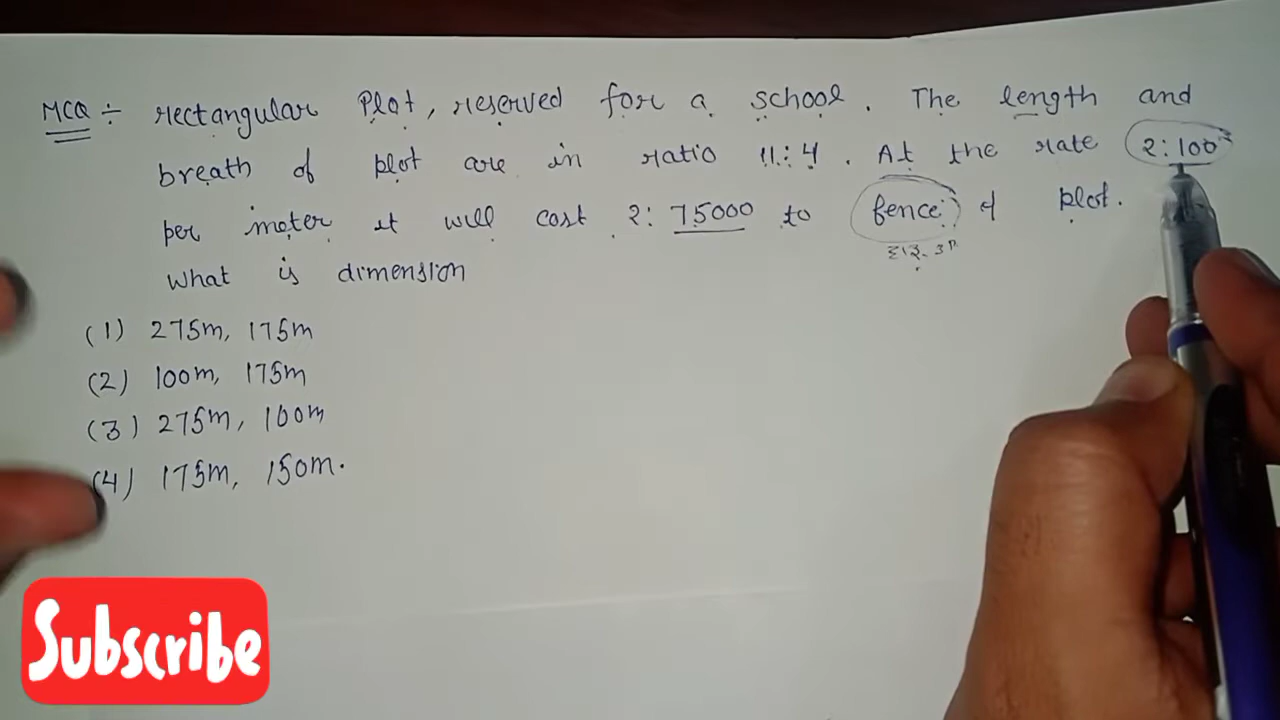 MCQ ÷ rectangular Plot, reserved for a school. The length and
breath of plot are in ratio 11:4. At the rate 2:100
per meter it will cost 2: 75000 to fence of plot.
What is dimension
(1) 275m, 175m
(2) 100m, 175m
(3) 275m, 100m
(4) 175m, 150m.
Subscribe